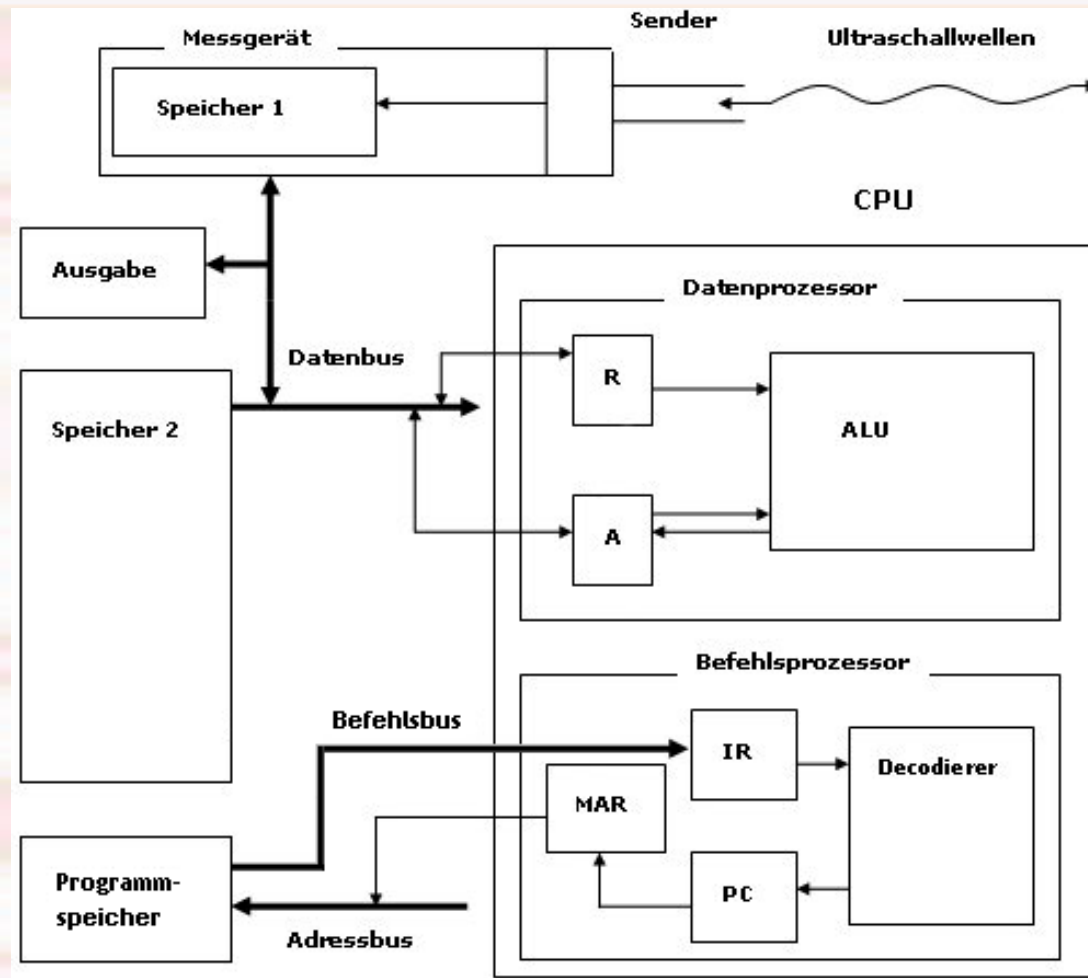 Sender
Messgerät
Ultraschallwellen
Speicher 1
CPU
Ausgabe
Datenprozessor
Datenbus
R
Speicher 2
ALU
A
Befehlsprozessor
Befehlsbus
IR
Decodierer
MAR
Programm-
speicher
PC
Adressbus